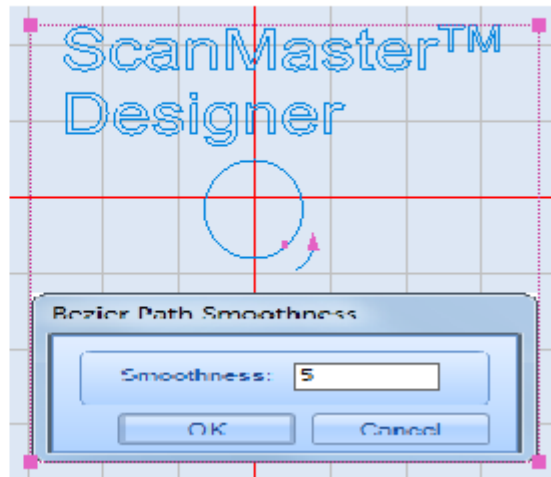 ScanMaster™
Designer
Bezier Path Smoothness
Smoothness: 5
OK Cancel